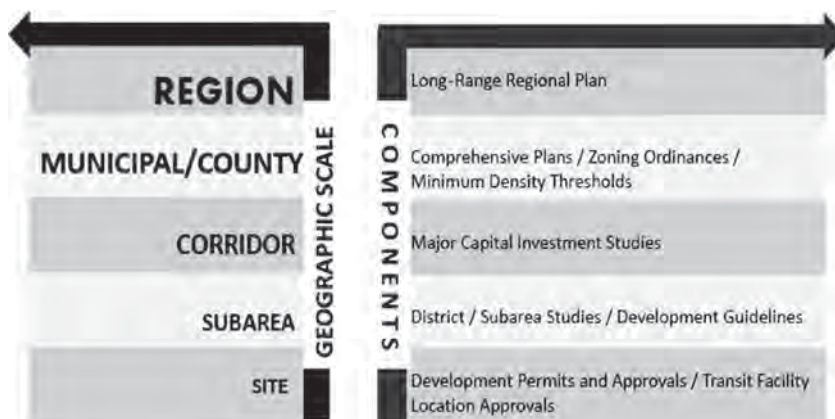 REGION
Long-Range Regional Plan
MUNICIPAL/COUNTY
Comprehensive Plans / Zoning Ordinances /
Minimum Density Thresholds
CORRIDOR
Major Capital Investment Studies
SUBAREA
District / Subarea Studies / Development Guidelines
SITE
Development Permits and Approvals / Transit Facility
Location Approvals
GEOGRAPHIC SCALE
COMPONENTS